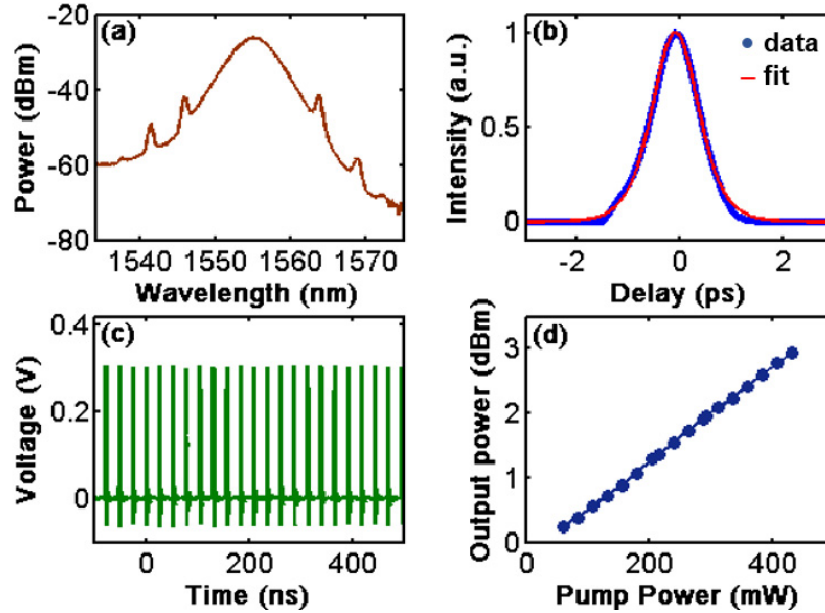 (a)
Power (dBm)
-20
-40
-60
-80
1540 1550 1560 1570
Wavelength (nm)
(b)
data
fit
Intensity (a.u.)
1
0.5
0
-2 0 2
Delay (ps)
(c)
Voltage (V)
0.4
0.2
0
0 200 400
Time (ns)
(d)
Output power (dBm)
3
2
1
0
0 200 400
Pump Power (mW)